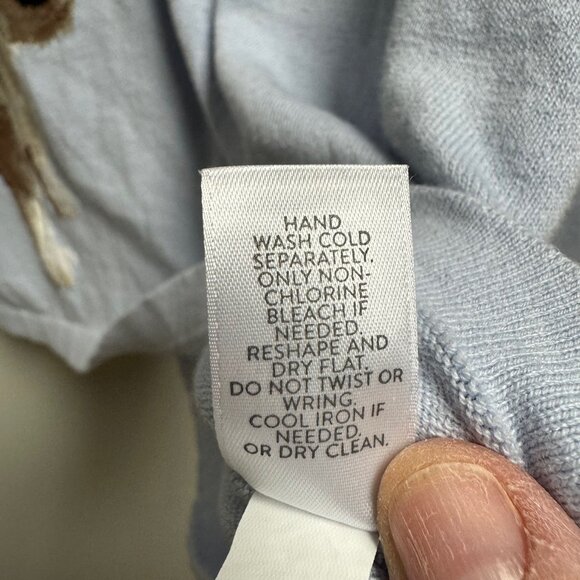 HAND
WASH COLD
SEPARATELY.
ONLY NON-
CHLORINE
BLEACH IF
NEEDED.
RESHAPE AND
DRY FLAT.
DO NOT TWIST OR
WRING.
COOL IRON IF
NEEDED,
OR DRY CLEAN.